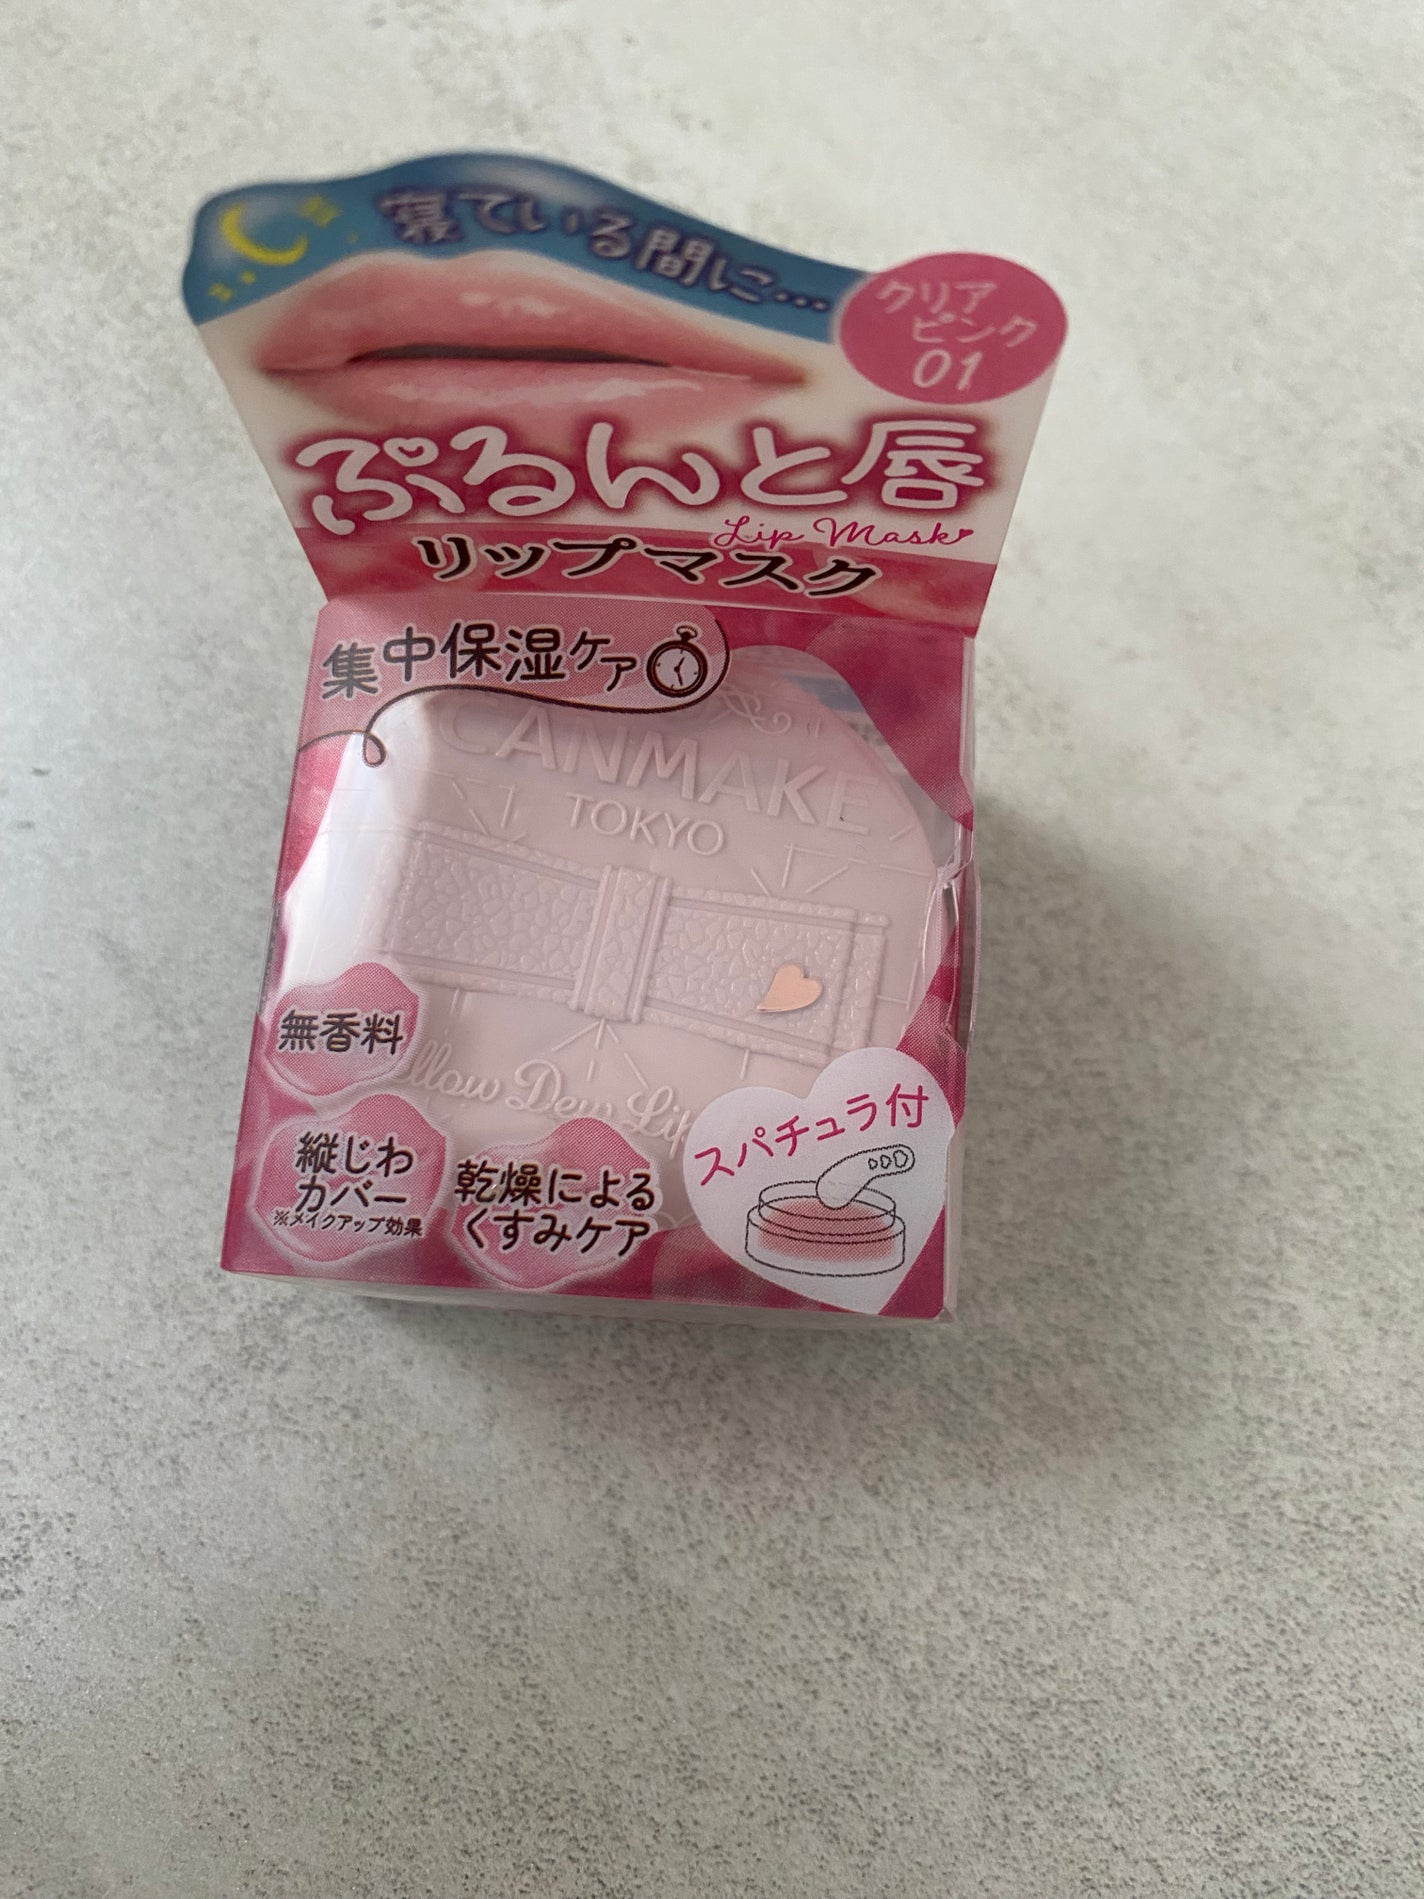 寝ている間に…
クリア
ピンク
01
ぷるんと唇
Lip Mask
リップマスク
集中保湿ケア
CANMAKE
TOKYO
Dew Lip
無香料
縦じわ
カバー
※メイクアップ効果
乾燥による
くすみケア
スパチュラ付